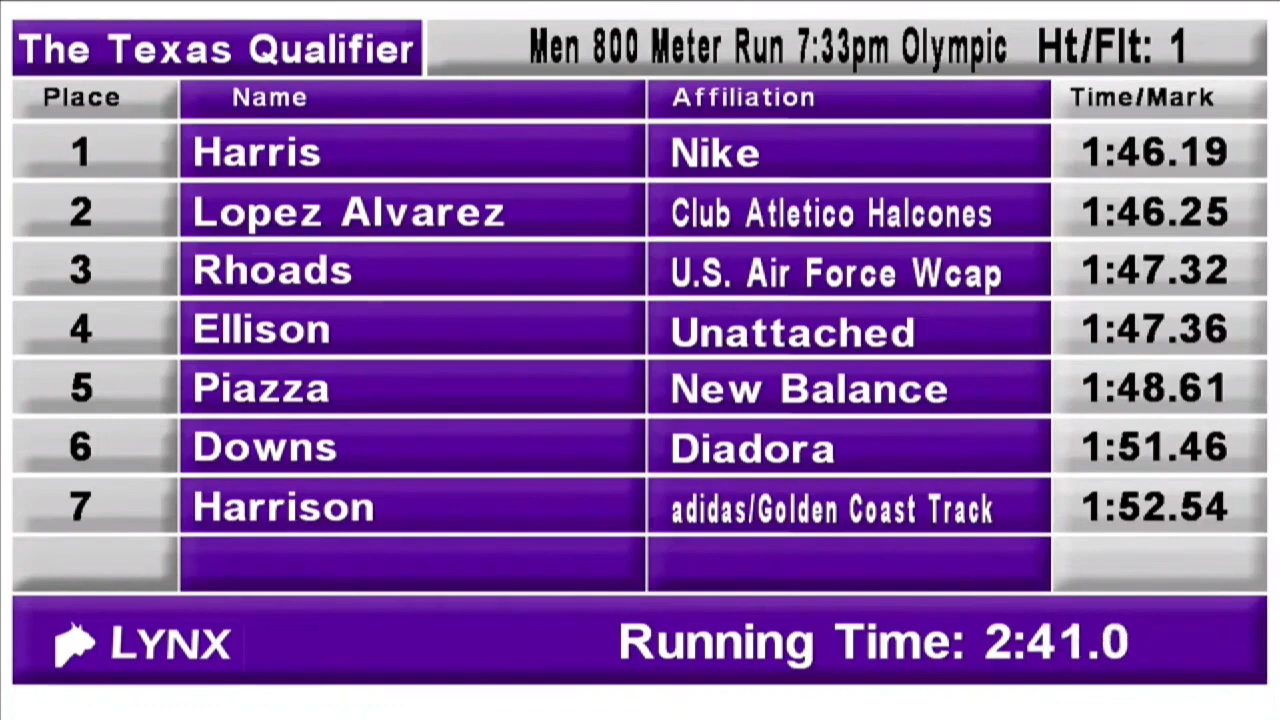 The Texas Qualifier Men 800 Meter Run 7:33pm Olympic Ht/Flt: 1
Place Name Affiliation Time/Mark
1 Harris Nike 1:46.19
2 Lopez Alvarez Club Atletico Halcones 1:46.25
3 Rhoads U.S. Air Force Wcap 1:47.32
4 Ellison Unattached 1:47.36
5 Piazza New Balance 1:48.61
6 Downs Diadora 1:51.46
7 Harrison adidas/Golden Coast Track 1:52.54
LYNX Running Time: 2:41.0